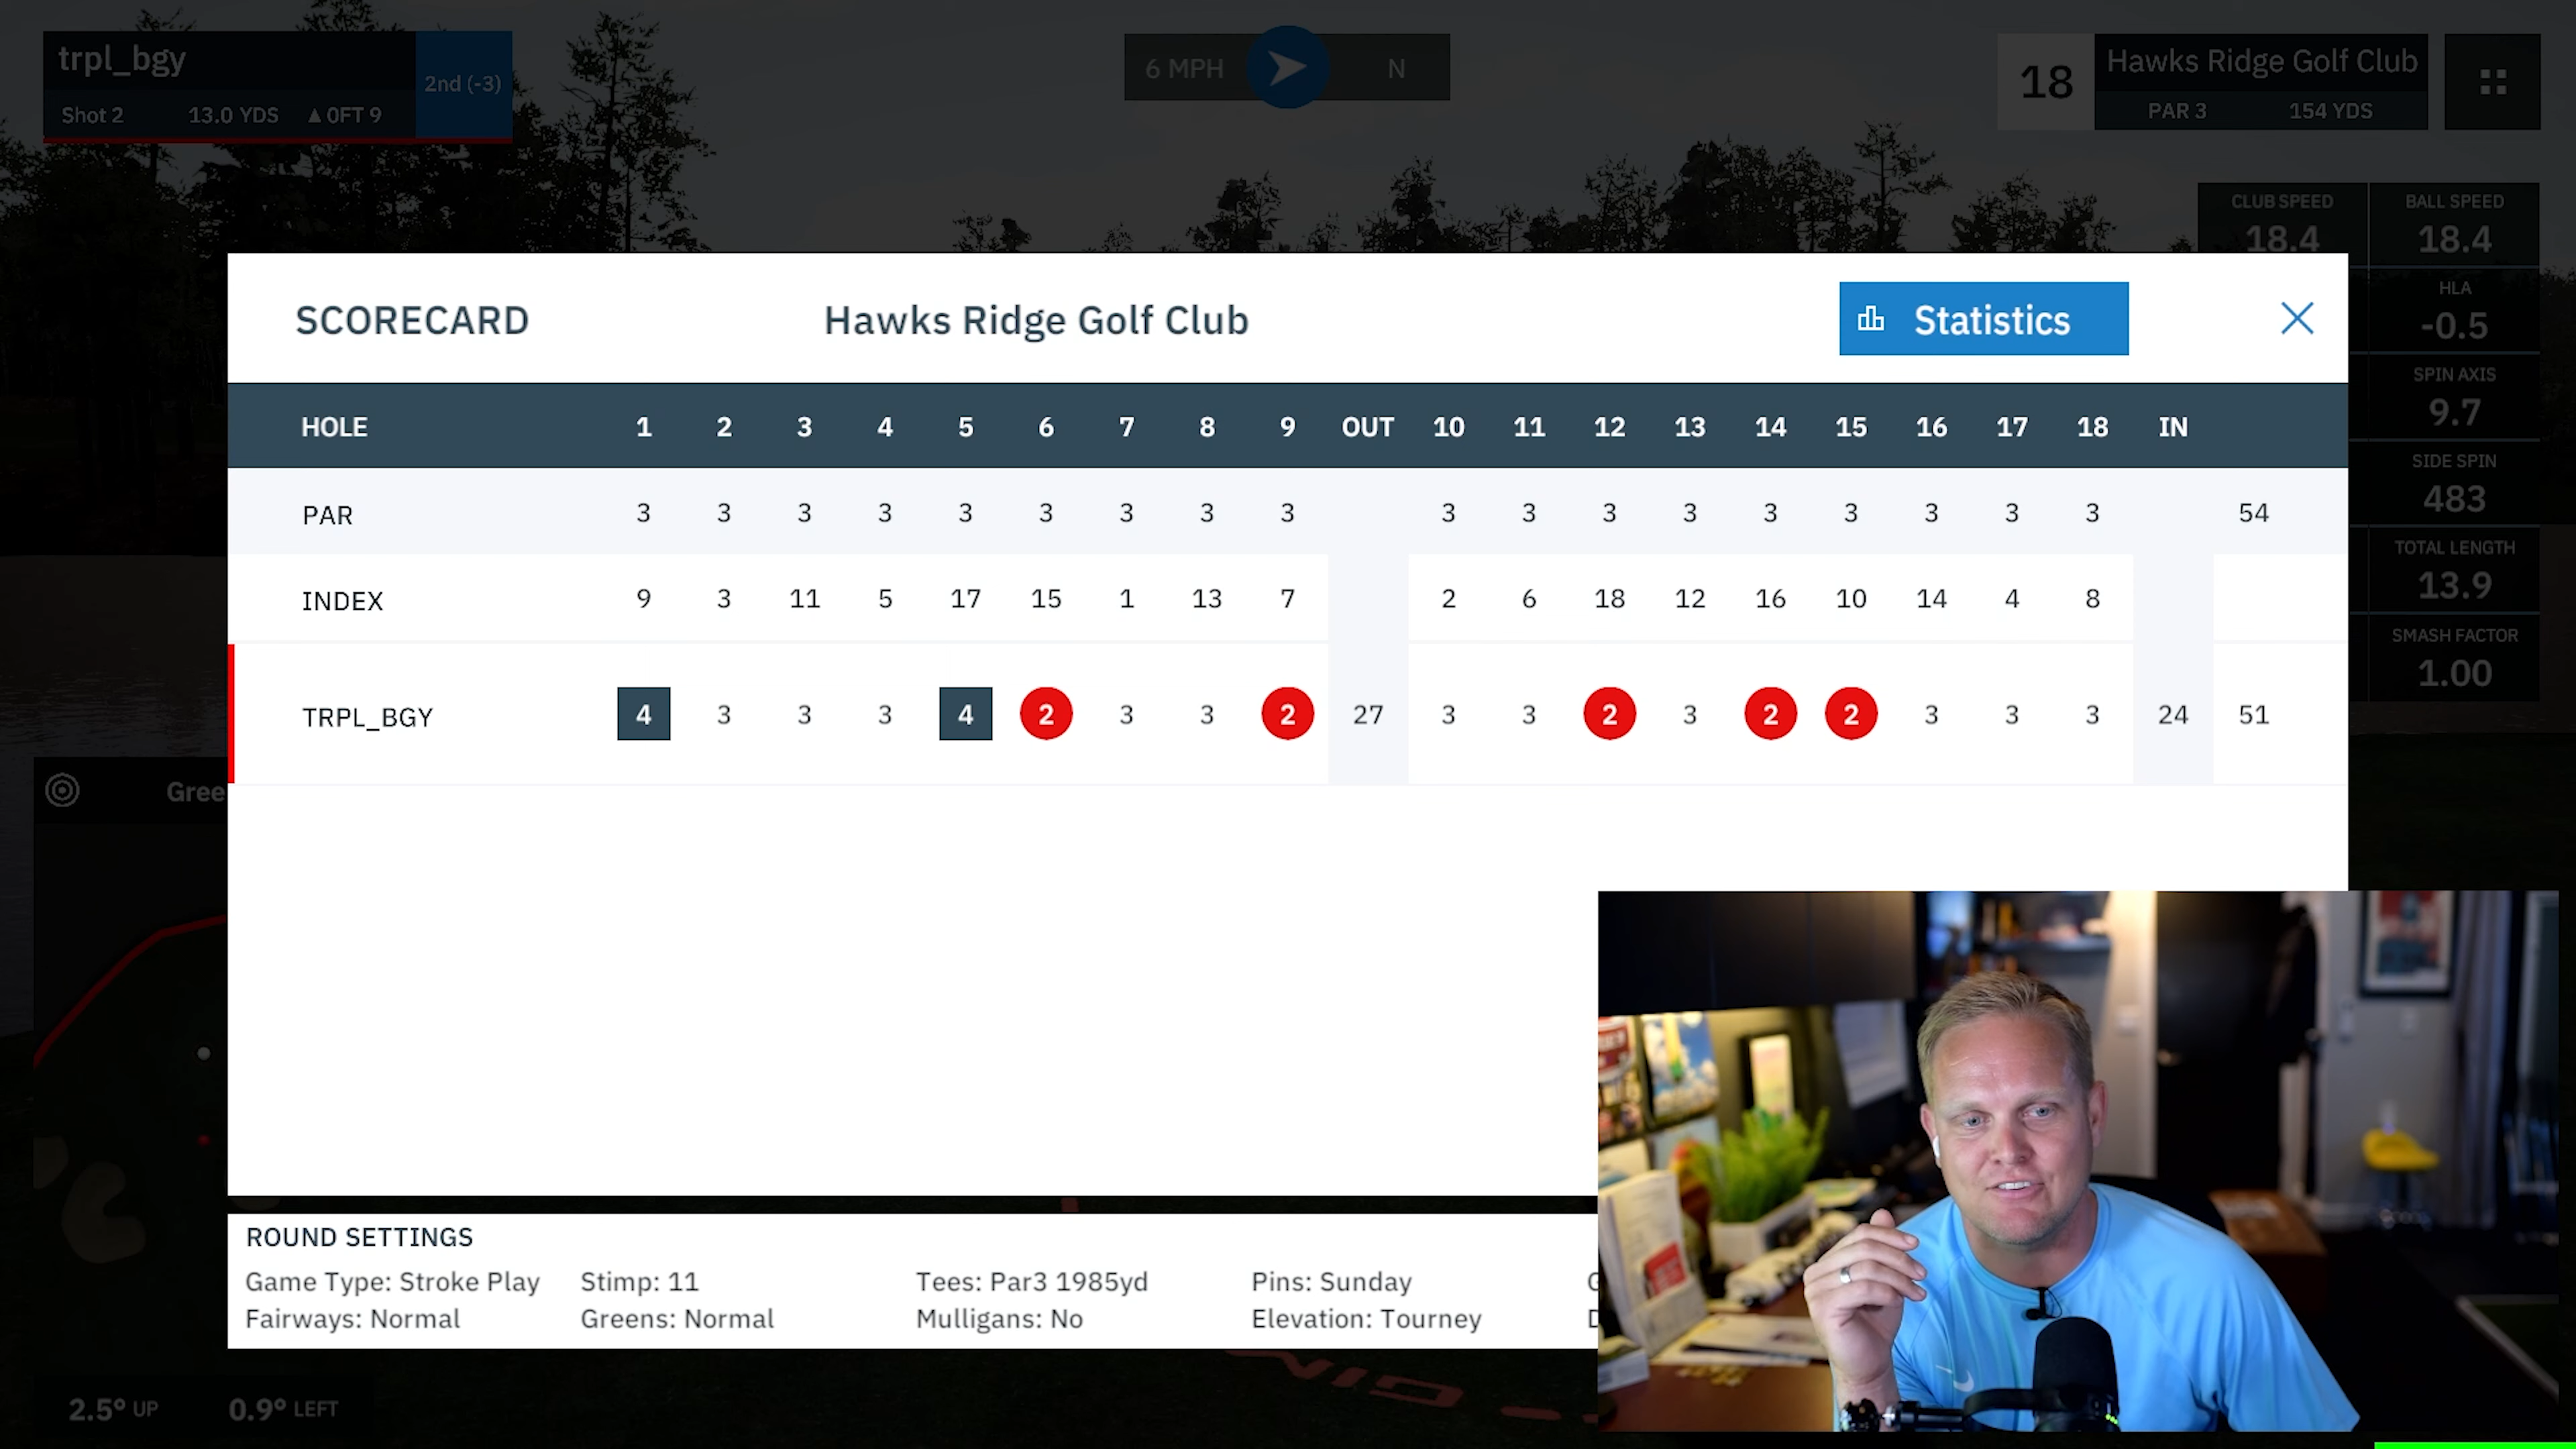 trpl_bgy
Shot 2 13.0 YDS ▲0FT 9
2nd (-3)
6 MPH N
18
Hawks Ridge Golf Club
PAR 3 154 YDS
CLUB SPEED BALL SPEED
18.4 18.4
HLA
-0.5
SPIN AXIS
9.7
SIDE SPIN
483
TOTAL LENGTH
13.9
SMASH FACTOR
1.00
SCORECARD Hawks Ridge Golf Club Statistics
HOLE 1 2 3 4 5 6 7 8 9 OUT 10 11 12 13 14 15 16 17 18 IN
PAR 3 3 3 3 3 3 3 3 3 3 3 3 3 3 3 3 3 3 54
INDEX 9 3 11 5 17 15 1 13 7 2 6 18 12 16 10 14 4 8
TRPL_BGY 4 3 3 3 4 2 3 3 2 27 3 3 2 3 2 2 3 3 3 24 51
Gree
ROUND SETTINGS
Game Type: Stroke Play Stimp: 11 Tees: Par3 1985yd Pins: Sunday
Fairways: Normal Greens: Normal Mulligans: No Elevation: Tourney
2.5° UP 0.9° LEFT